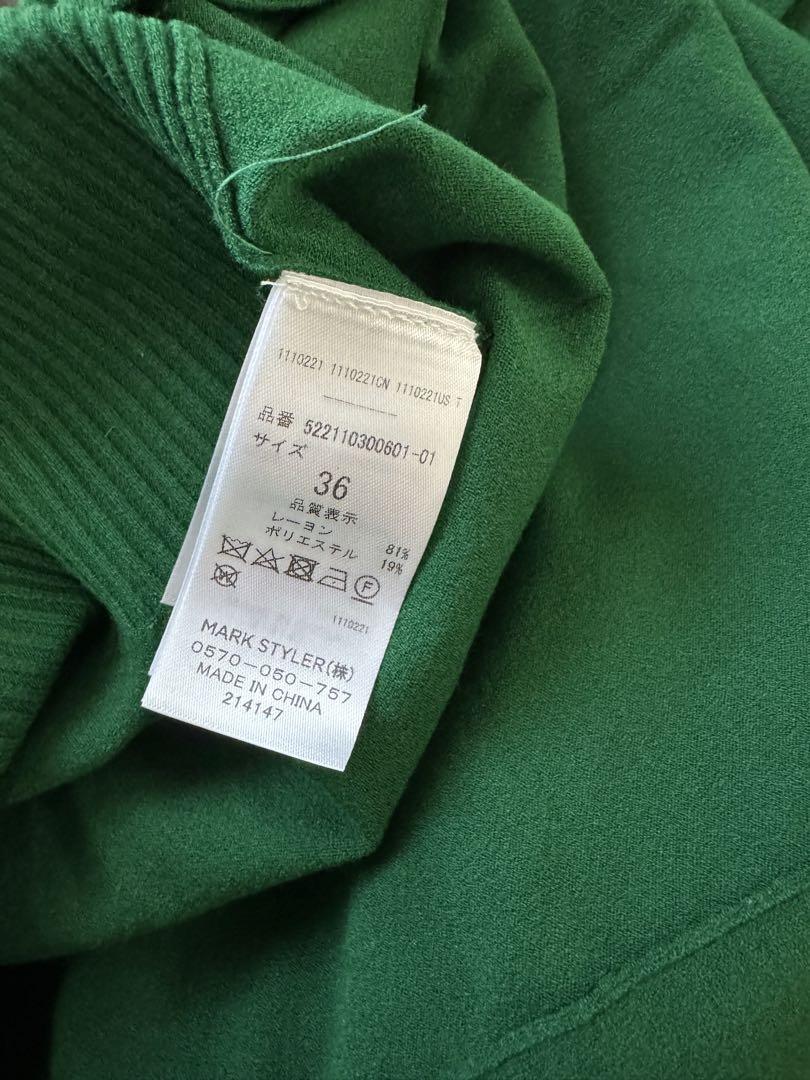 1110221 1110221CN 1110221US T
品番 522110300601-01
サイズ
36
品質表示
レーヨン 81%
ポリエステル 19%
F
W
1110221
MARK STYLER(株)
0570-050-757
MADE IN CHINA
214147